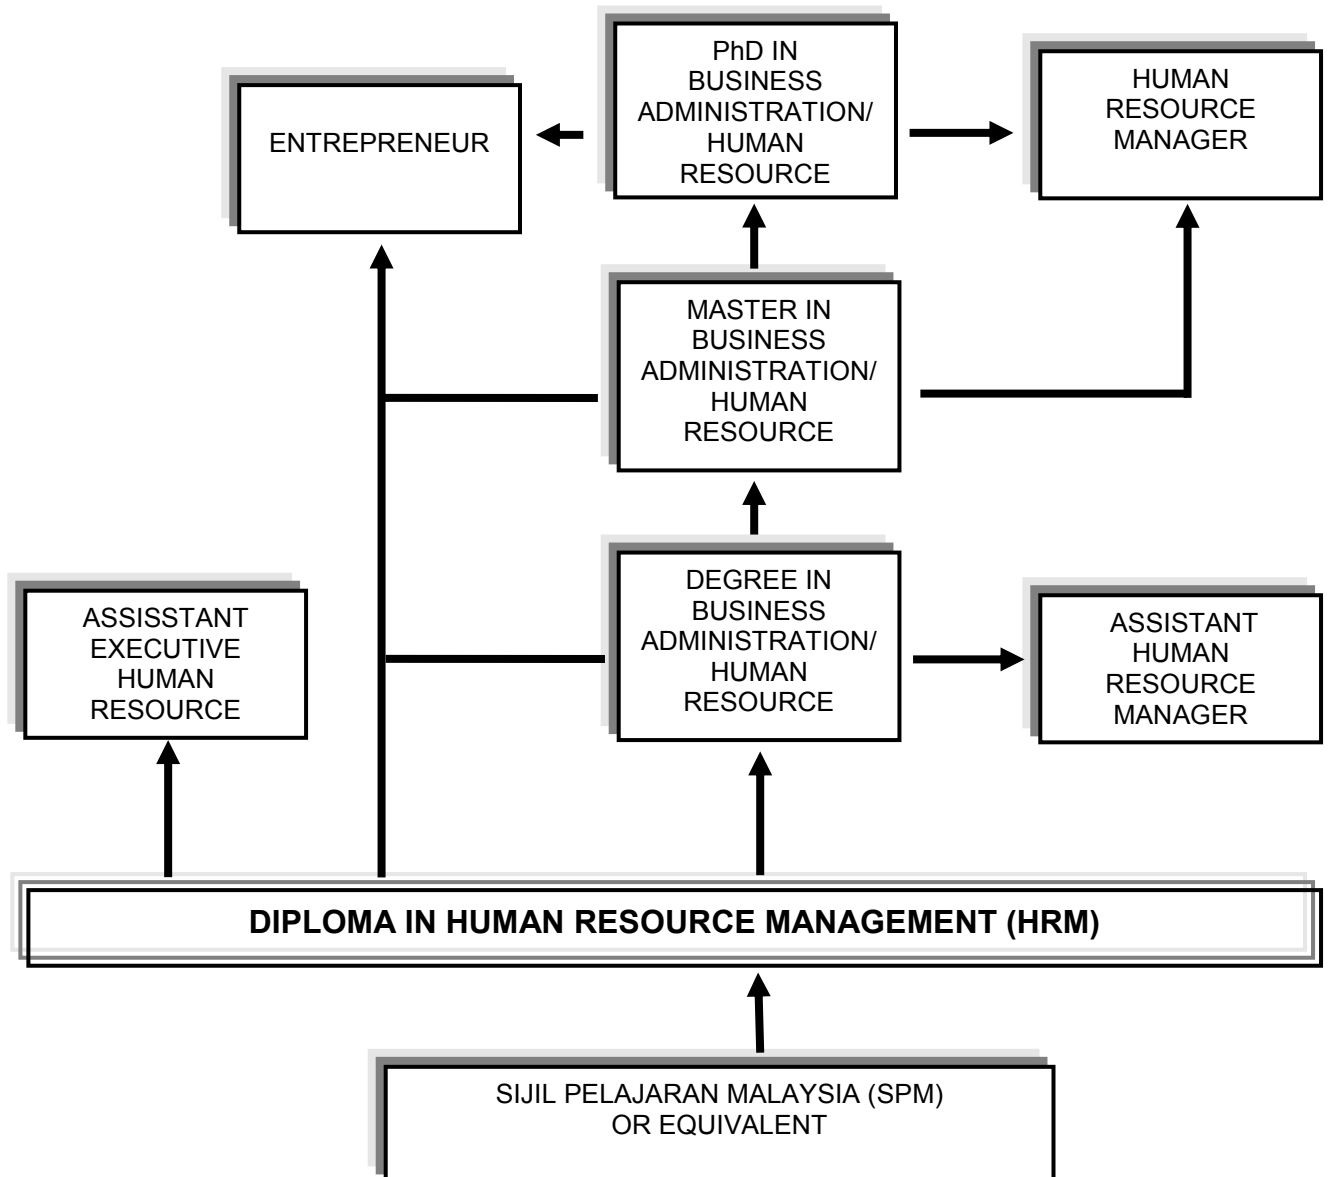 PhD IN
BUSINESS
ADMINISTRATION/
HUMAN
RESOURCE
HUMAN
RESOURCE
MANAGER
ENTREPRENEUR
MASTER IN
BUSINESS
ADMINISTRATION/
HUMAN
RESOURCE
DEGREE IN
BUSINESS
ADMINISTRATION/
HUMAN
RESOURCE
ASSISSTANT
EXECUTIVE
HUMAN
RESOURCE
ASSISTANT
HUMAN
RESOURCE
MANAGER
DIPLOMA IN HUMAN RESOURCE MANAGEMENT (HRM)
SIJIL PELAJARAN MALAYSIA (SPM)
OR EQUIVALENT